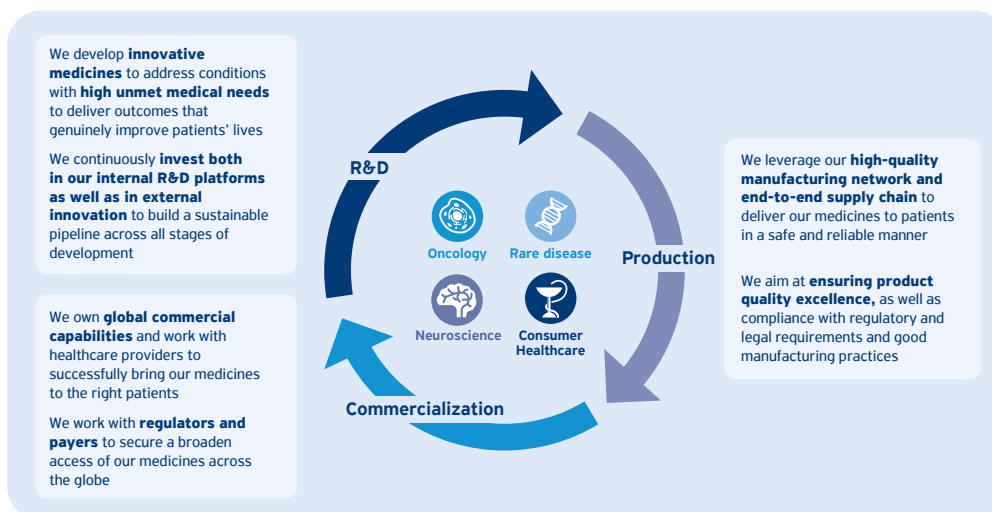 We develop innovative
medicines to address conditions
with high unmet medical needs
to deliver outcomes that
genuinely improve patients’ lives
We continuously invest both
in our internal R&D platforms
as well as in external
innovation to build a sustainable
pipeline across all stages of
development
We own global commercial
capabilities and work with
healthcare providers to
successfully bring our medicines
to the right patients
We work with regulators and
payers to secure a broaden
access of our medicines across
the globe
R&D
Oncology
Rare disease
Neuroscience
Consumer
Healthcare
Production
Commercialization
We leverage our high-quality
manufacturing network and
end-to-end supply chain to
deliver our medicines to patients
in a safe and reliable manner
We aim at ensuring product
quality excellence, as well as
compliance with regulatory and
legal requirements and good
manufacturing practices